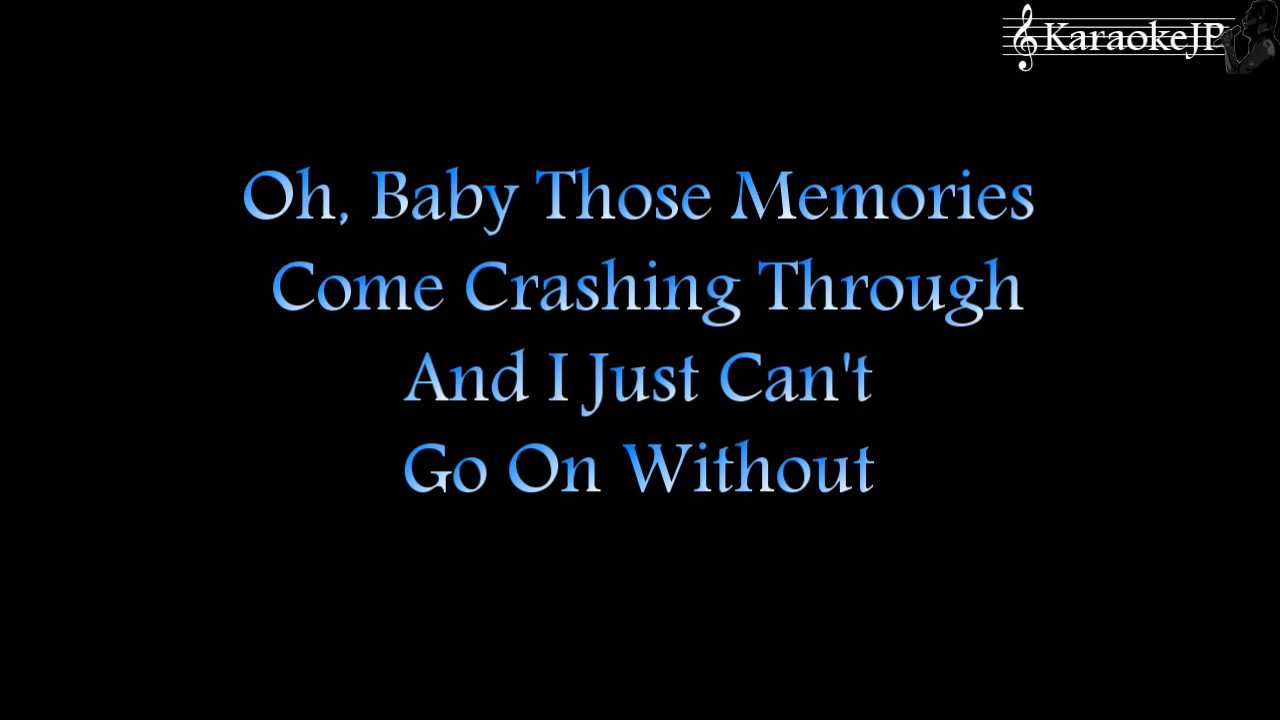 KaraokeJP
Oh, Baby Those Memories
Come Crashing Through
And I Just Can't
Go On Without